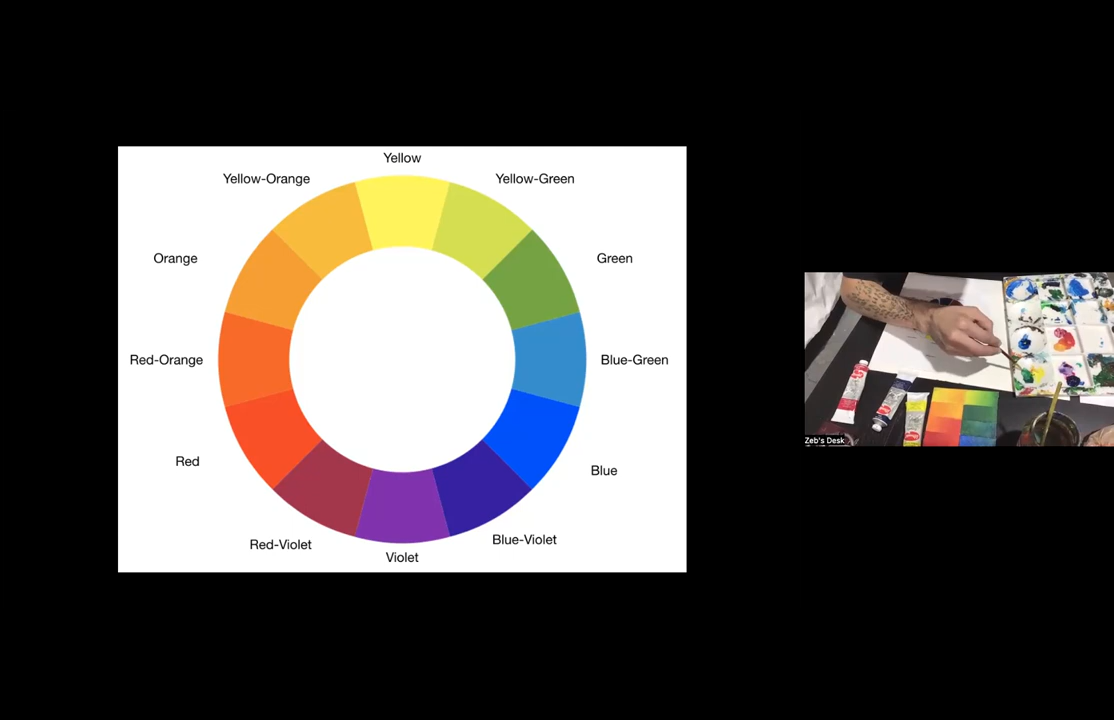 Yellow
Yellow-Orange
Yellow-Green
Orange
Green
Red-Orange
Blue-Green
Red
Blue
Red-Violet
Blue-Violet
Violet
Zeb's Desk